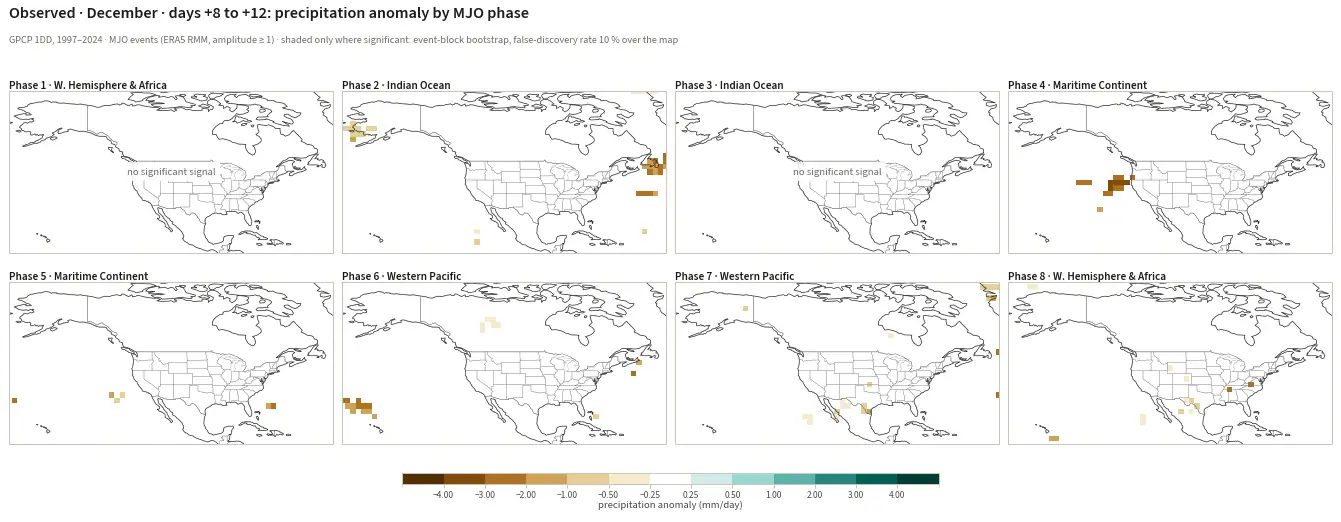 Observed · December · days +8 to +12: precipitation anomaly by MJO phase
GPCP 1DD, 1997–2024 · MJO events (ERA5 RMM, amplitude ≥ 1) · shaded only where significant: event-block bootstrap, false-discovery rate 10 % over the map
Phase 1 · W. Hemisphere & Africa
Phase 2 · Indian Ocean
Phase 3 · Indian Ocean
Phase 4 · Maritime Continent
no significant signal
no significant signal
Phase 5 · Maritime Continent
Phase 6 · Western Pacific
Phase 7 · Western Pacific
Phase 8 · W. Hemisphere & Africa
−4.00 −3.00 −2.00 −1.00 −0.50 −0.25 0.25 0.50 1.00 2.00 3.00 4.00
precipitation anomaly (mm/day)